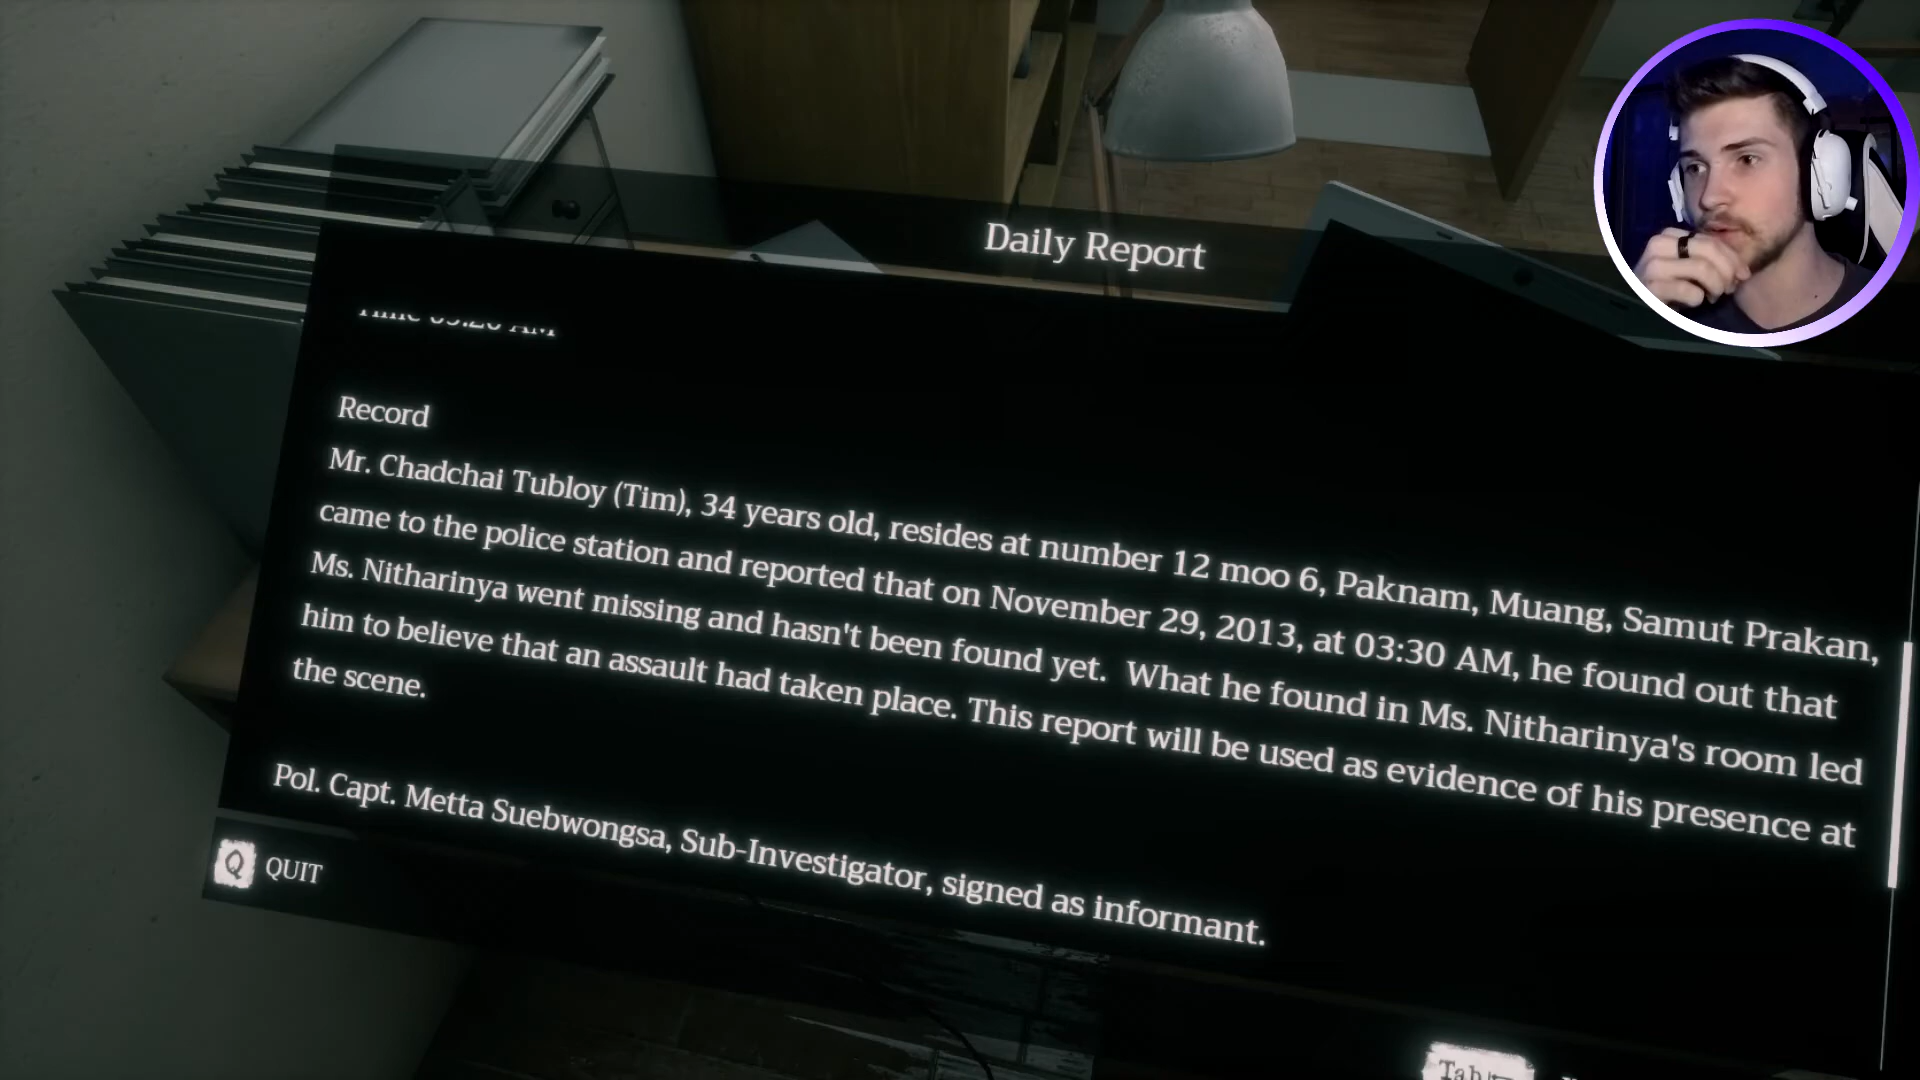 Daily Report
AM
Record
Mr. Chadchai Tubloy (Tim), 34 years old, resides at number 12 moo 6, Paknam, Muang, Samut Prakan,
came to the police station and reported that on November 29, 2013, at 03:30 AM, he found out that
Ms. Nitharinya went missing and hasn't been found yet.  What he found in Ms. Nitharinya's room led
him to believe that an assault had taken place. This report will be used as evidence of his presence at
the scene.
Pol. Capt. Metta Suebwongsa, Sub-Investigator, signed as informant.
Q QUIT
Tab